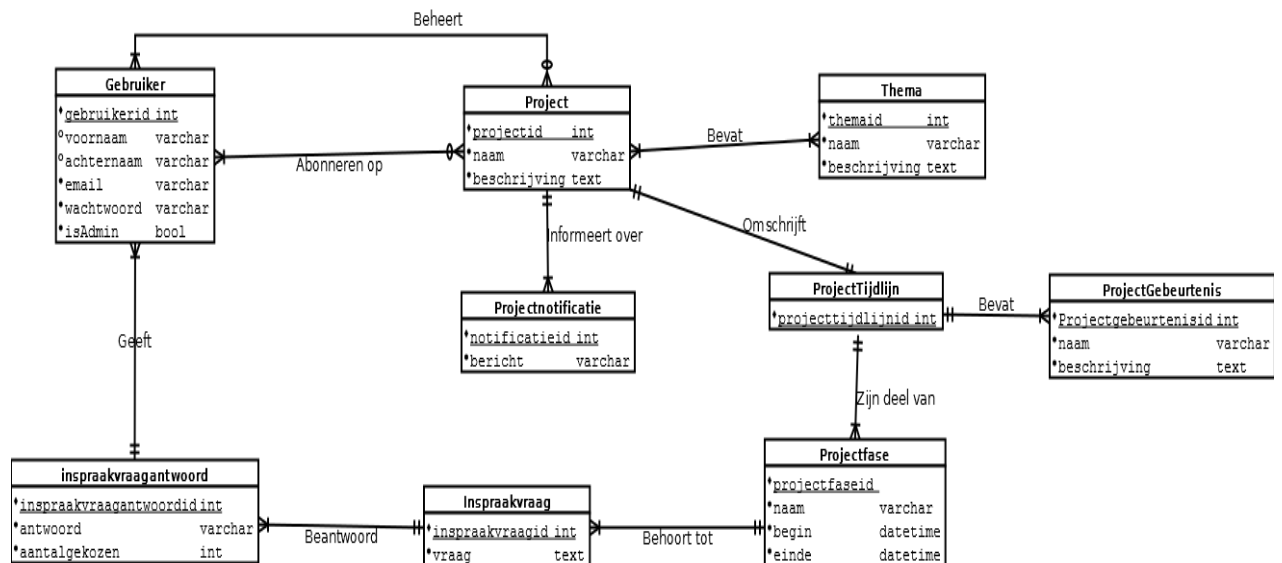 Beheert
Gebruiker
gebruikerid int
voornaam varchar
achternaam varchar
email varchar
wachtwoord varchar
isAdmin bool
Abonneren op
Project
projectid int
naam varchar
beschrijving text
Bevat
Thema
themaid int
naam varchar
beschrijving text
Informeert over
Omschrijft
Projectnotificatie
notificatieid int
bericht varchar
ProjectTijdlijn
projecttijdlijnid int
Bevat
ProjectGebeurtenis
Projectgebeurtenisid int
naam varchar
beschrijving text
Geeft
Zijn deel van
inspraakvraagantwoord
inspraakvraagantwoordid int
antwoord varchar
aantalgekozen int
Beantwoord
Inspraakvraag
inspraakvraagid int
vraag text
Behoort tot
Projectfase
projectfaseid
naam varchar
begin datetime
einde datetime